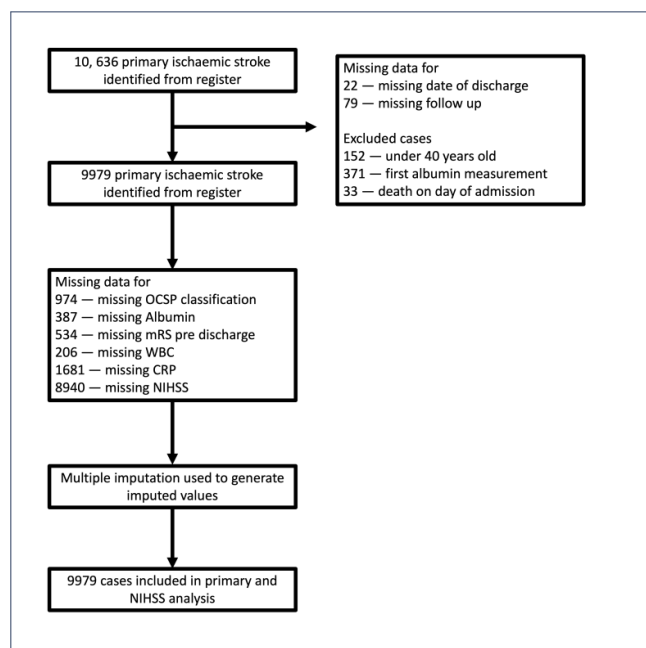 10, 636 primary ischaemic stroke
identified from register
Missing data for
22 — missing date of discharge
79 — missing follow up
Excluded cases
152 — under 40 years old
371 — first albumin measurement
33 — death on day of admission
9979 primary ischaemic stroke
identified from register
Missing data for
974 — missing OCSP classification
387 — missing Albumin
534 — missing mRS pre discharge
206 — missing WBC
1681 — missing CRP
8940 — missing NIHSS
Multiple imputation used to generate
imputed values
9979 cases included in primary and
NIHSS analysis